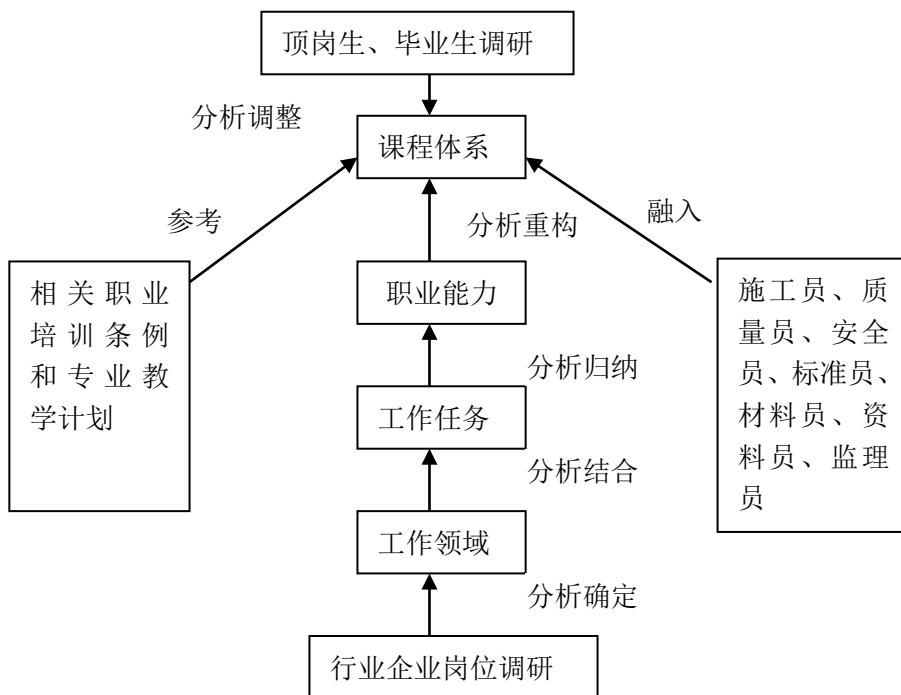 顶岗生、毕业生调研
分析调整
课程体系
参考
分析重构
融入
相关职业
培训条例
和专业教
学计划
职业能力
施工员、质
量员、安全
员、标准员、
材料员、资
料员、监理
员
分析归纳
工作任务
分析结合
工作领域
分析确定
行业企业岗位调研